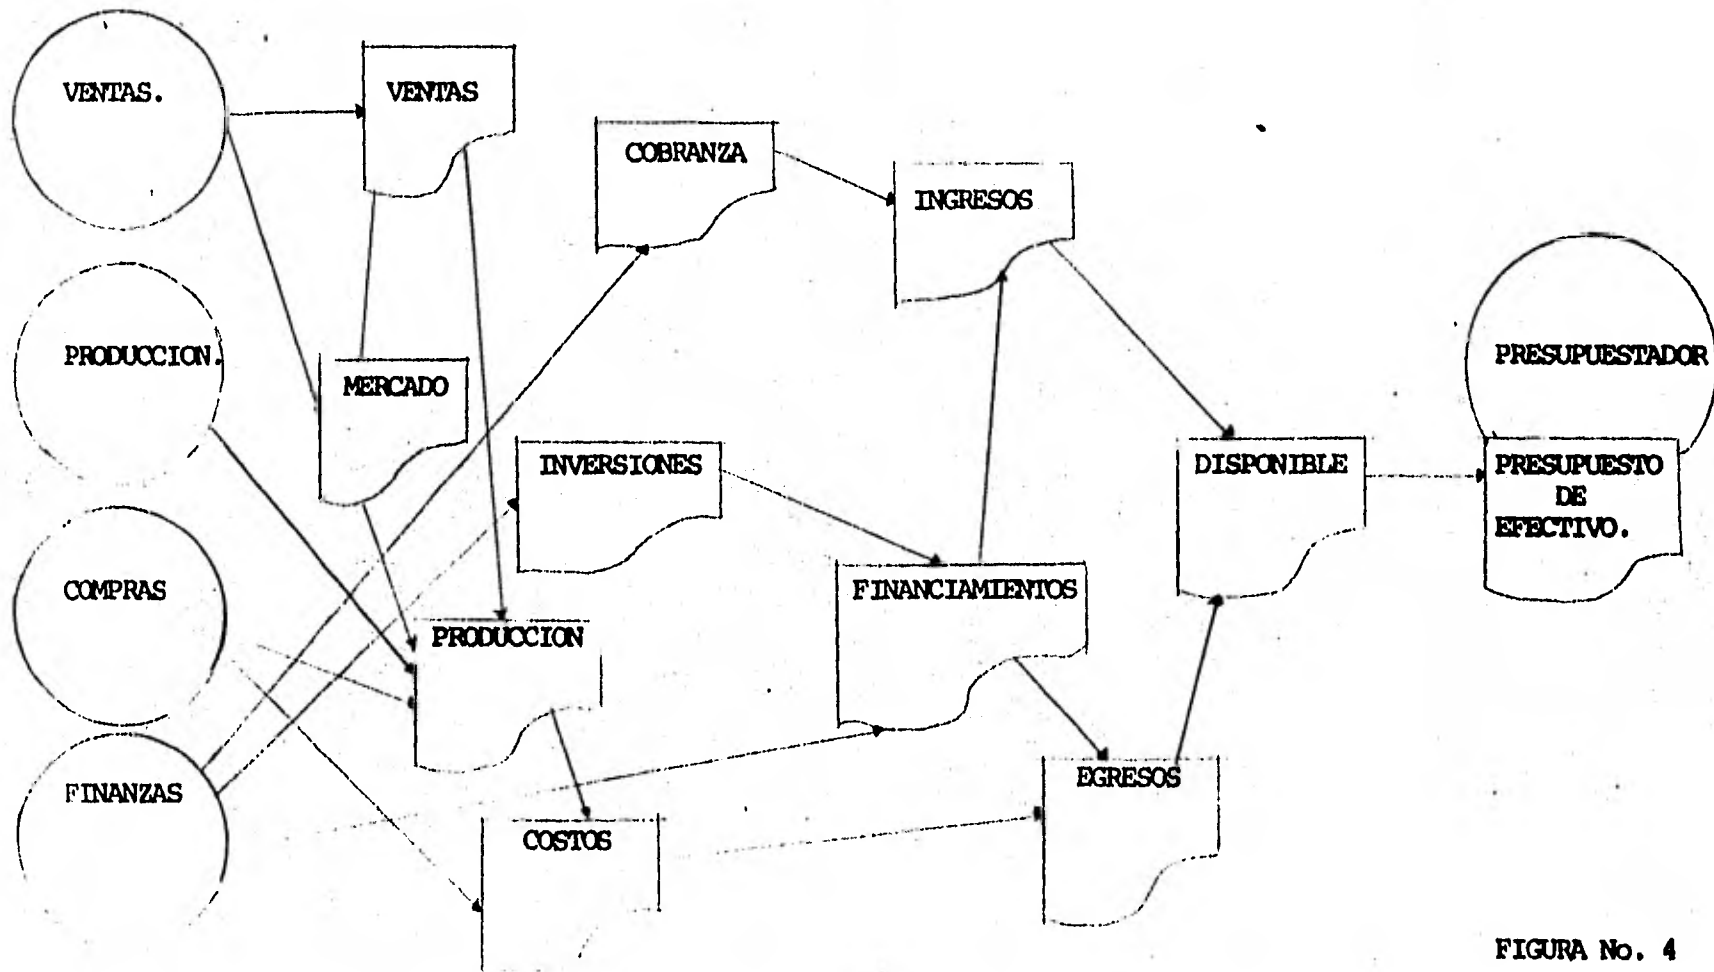 VENTAS.
VENTAS
COBRANZA
INGRESOS
PRODUCCION.
MERCADO
PRESUPUESTADOR
INVERSIONES
DISPONIBLE
PRESUPUESTO
DE
EFECTIVO.
COMPRAS
FINANCIAMIENTOS
PRODUCCION
FINANZAS
EGRESOS
COSTOS
FIGURA No. 4